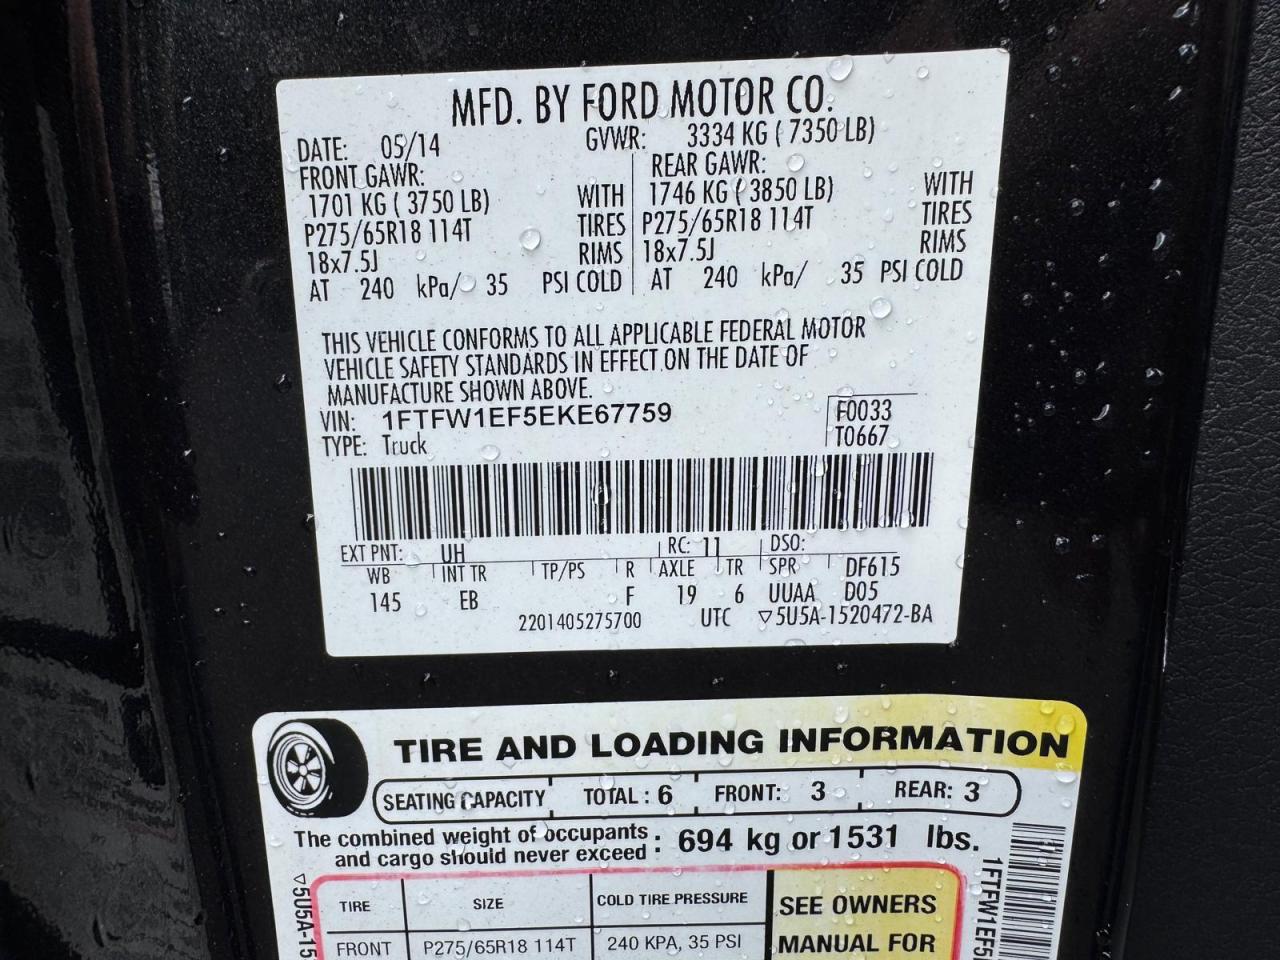 MFD. BY FORD MOTOR CO.
DATE: 05/14 GVWR: 3334 KG ( 7350 LB)
FRONT GAWR: REAR GAWR:
1701 KG ( 3750 LB) WITH 1746 KG ( 3850 LB) WITH
P275/65R18 114T TIRES P275/65R18 114T TIRES
18x7.5J RIMS 18x7.5J RIMS
AT 240 kPa/ 35 PSI COLD AT 240 kPa/ 35 PSI COLD
THIS VEHICLE CONFORMS TO ALL APPLICABLE FEDERAL MOTOR
VEHICLE SAFETY STANDARDS IN EFFECT ON THE DATE OF
MANUFACTURE SHOWN ABOVE.
VIN: 1FTFW1EF5EKE67759 F0033
TYPE: Truck T0667
EXT PNT: UH RC: 11 DSO:
WB INT TR TP/PS R AXLE TR SPR DF615
145 EB F 19 6 UUAA D05
2201405275700 UTC ▽5U5A-1520472-BA
TIRE AND LOADING INFORMATION
SEATING CAPACITY TOTAL : 6 FRONT: 3 REAR: 3
The combined weight of occupants : 694 kg or 1531 lbs.
and cargo should never exceed :
TIRE SIZE COLD TIRE PRESSURE SEE OWNERS
FRONT P275/65R18 114T 240 KPA, 35 PSI MANUAL FOR
▽5U5A-15
1FTFW1EF5